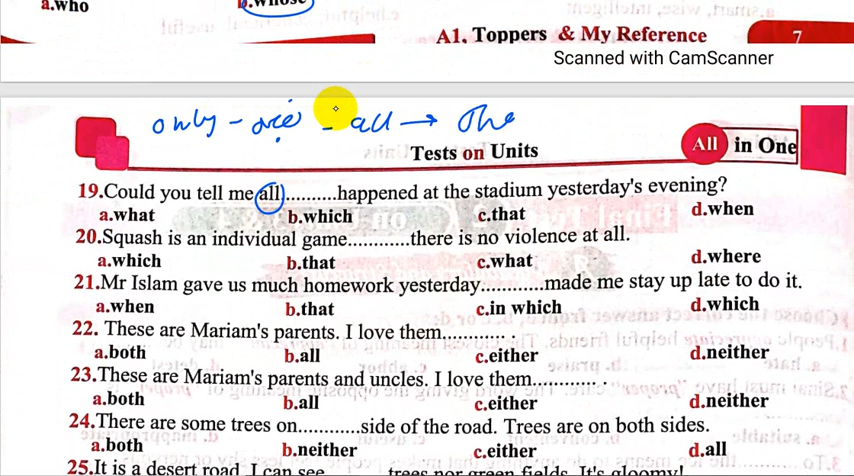 a.who b.whose
A1, Toppers & My Reference 7
Scanned with CamScanner
only - all → the
Tests on Units All in One
19.Could you tell me all..........happened at the stadium yesterday's evening?
a.what b.which c.that d.when
20.Squash is an individual game............there is no violence at all.
a.which b.that c.what d.where
21.Mr Islam gave us much homework yesterday............made me stay up late to do it.
a.when b.that c.in which d.which
22. These are Mariam's parents. I love them..................
a.both b.all c.either d.neither
23.These are Mariam's parents and uncles. I love them............ .
a.both b.all c.either d.neither
24.There are some trees on............side of the road. Trees are on both sides.
a.both b.neither c.either d.all
25.It is a desert road. I can see ............trees nor green fields. It's gloomy!